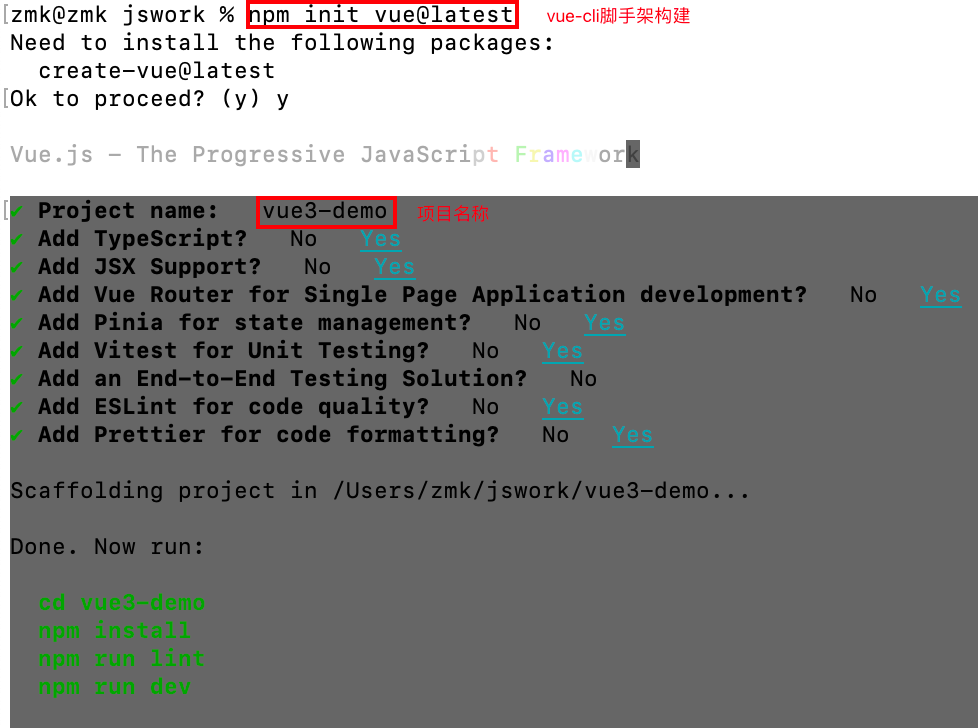 zmk@zmk jswork % npm init vue@latest vue-cli脚手架构建
Need to install the following packages:
create-vue@latest
Ok to proceed? (y) y
Vue.js – The Progressive JavaScript Framework
✔ Project name: vue3-demo 项目名称
✔ Add TypeScript? No Yes
✔ Add JSX Support? No Yes
✔ Add Vue Router for Single Page Application development? No Yes
✔ Add Pinia for state management? No Yes
✔ Add Vitest for Unit Testing? No Yes
✔ Add an End-to-End Testing Solution? No
✔ Add ESLint for code quality? No Yes
✔ Add Prettier for code formatting? No Yes
Scaffolding project in /Users/zmk/jswork/vue3-demo...
Done. Now run:
cd vue3-demo
npm install
npm run lint
npm run dev